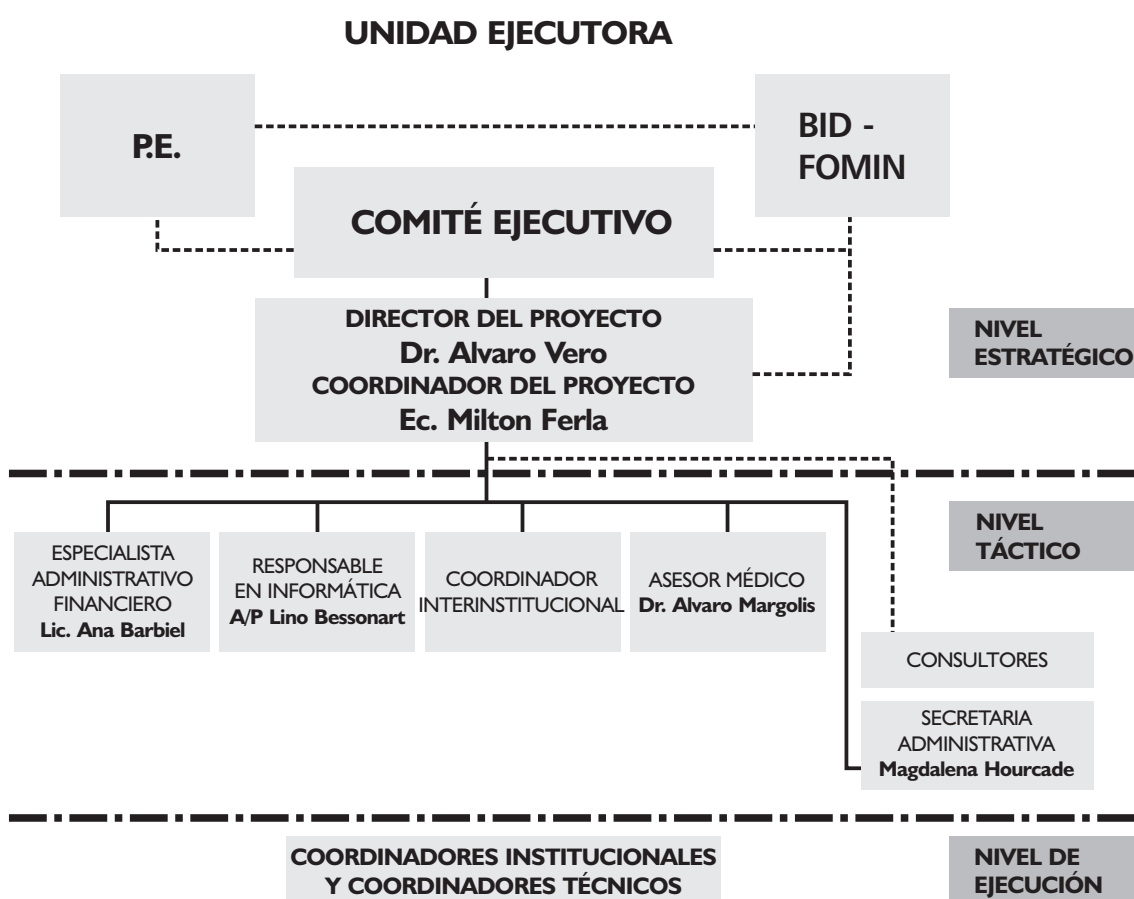 UNIDAD EJECUTORA
P.E.
BID -
FOMIN
COMITÉ EJECUTIVO
DIRECTOR DEL PROYECTO
Dr. Alvaro Vero
COORDINADOR DEL PROYECTO
Ec. Milton Ferla
NIVEL
ESTRATÉGICO
ESPECIALISTA
ADMINISTRATIVO
FINANCIERO
Lic. Ana Barbiel
RESPONSABLE
EN INFORMÁTICA
A/P Lino Bessonart
COORDINADOR
INTERINSTITUCIONAL
ASESOR MÉDICO
Dr. Alvaro Margolis
NIVEL
TÁCTICO
CONSULTORES
SECRETARIA
ADMINISTRATIVA
Magdalena Hourcade
COORDINADORES INSTITUCIONALES
Y COORDINADORES TÉCNICOS
NIVEL DE
EJECUCIÓN